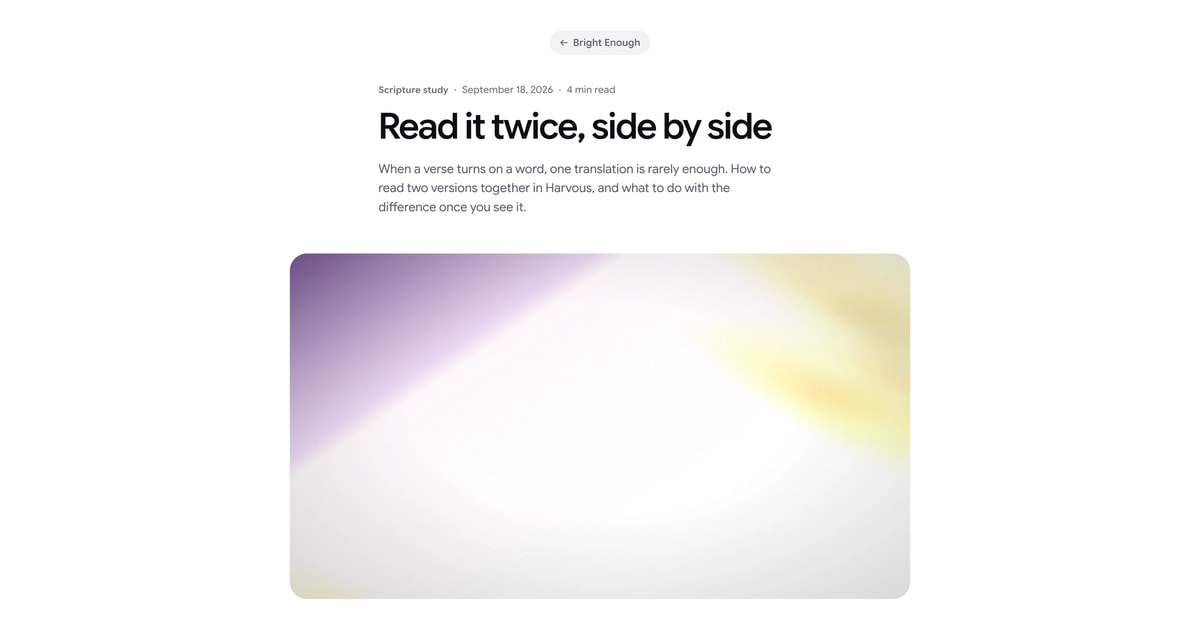 ← Bright Enough
Scripture study · September 18, 2026 · 4 min read
Read it twice, side by side
When a verse turns on a word, one translation is rarely enough. How to
read two versions together in Harvous, and what to do with the
difference once you see it.